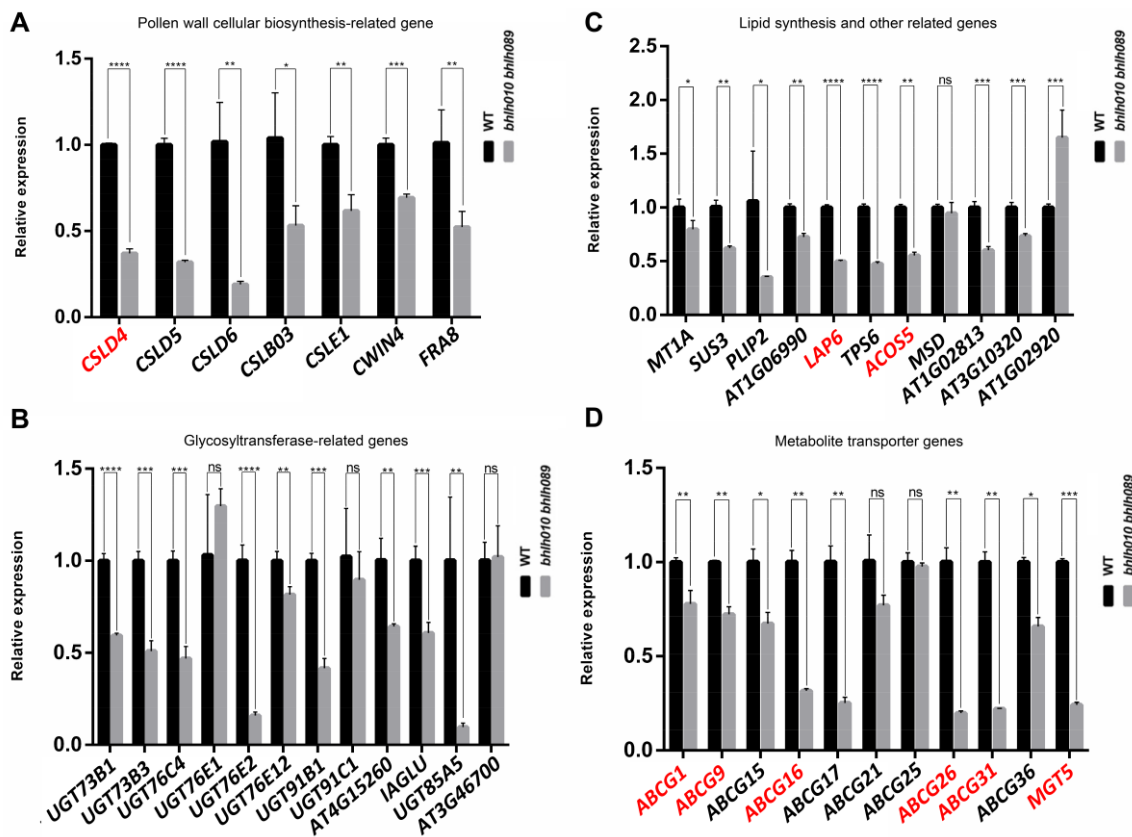 A
Pollen wall cellular biosynthesis-related gene
Relative expression
1.5
1.0
0.5
0.0
**** **** ** * ** *** **
WT
bhlh010 bhlh089
CSLD4 CSLD5 CSLD6 CSLB03 CSLE1 CWIN4 FRA8
C
Lipid synthesis and other related genes
Relative expression
2.5
2.0
1.5
1.0
0.5
0.0
* ** * ** **** **** ** ns *** *** ***
WT
bhlh010 bhlh089
MT1A SUS3 PLIP2 AT1G06990 LAP6 TPS6 ACOS5 MSD AT1G02813 AT3G10320 AT1G02920
B
Glycosyltransferase-related genes
Relative expression
1.5
1.0
0.5
0.0
**** *** *** ns **** ** *** ns ** *** ** ns
WT
bhlh010 bhlh089
UGT73B1 UGT73B3 UGT76C4 UGT76E1 UGT76E2 UGT76E12 UGT91B1 UGT91C1 AT4G15260 IAGLU UGT85A5 AT3G46700
D
Metabolite transporter genes
Relative expression
1.5
1.0
0.5
0.0
** ** * ** ** ns ns ** ** * ***
WT
bhlh010 bhlh089
ABCG1 ABCG9 ABCG15 ABCG16 ABCG17 ABCG21 ABCG25 ABCG26 ABCG31 ABCG36 MGT5